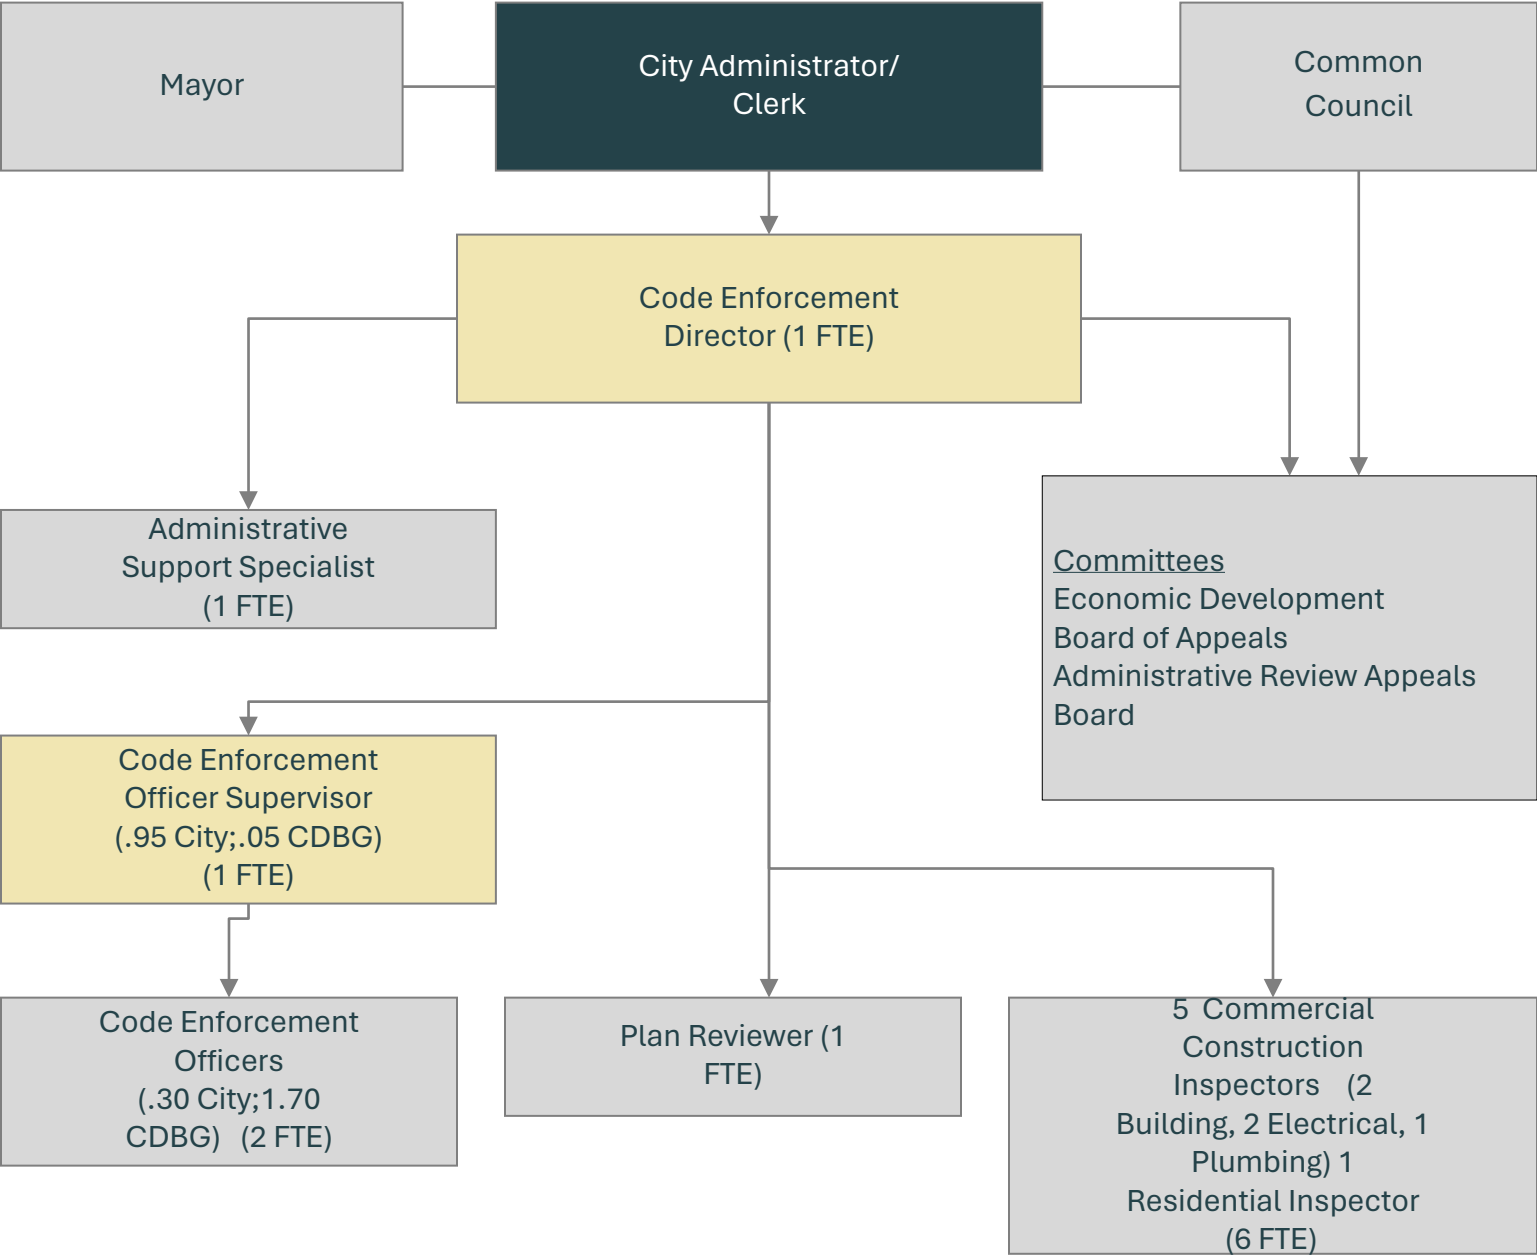 Mayor
City Administrator/
Clerk
Common
Council
Code Enforcement
Director (1 FTE)
Administrative
Support Specialist
(1 FTE)
Committees
Economic Development
Board of Appeals
Administrative Review Appeals
Board
Code Enforcement
Officer Supervisor
(.95 City;.05 CDBG)
(1 FTE)
Code Enforcement
Officers
(.30 City;1.70
CDBG)   (2 FTE)
Plan Reviewer (1
FTE)
5  Commercial
Construction
Inspectors   (2
Building, 2 Electrical, 1
Plumbing) 1
Residential Inspector
(6 FTE)